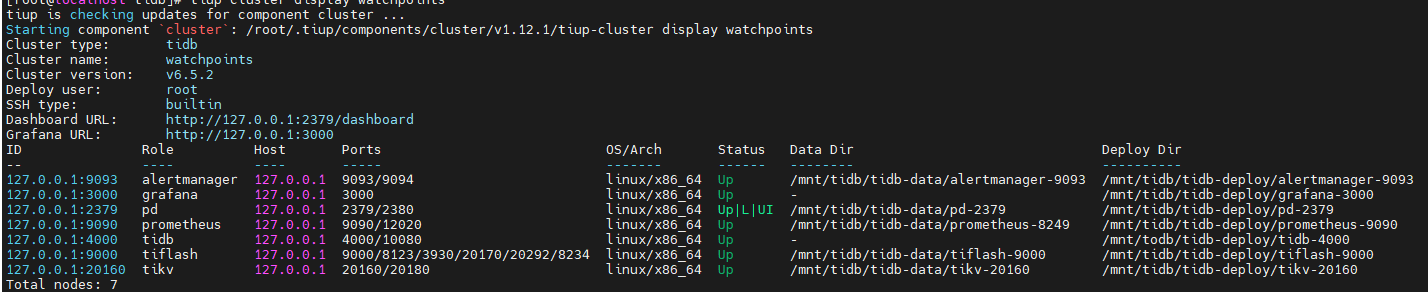 [root@localhost tidb]# tiup cluster display watchpoints
tiup is checking updates for component cluster ...
Starting component `cluster`: /root/.tiup/components/cluster/v1.12.1/tiup-cluster display watchpoints
Cluster type:       tidb
Cluster name:       watchpoints
Cluster version:    v6.5.2
Deploy user:        root
SSH type:           builtin
Dashboard URL:      http://127.0.0.1:2379/dashboard
Grafana URL:        http://127.0.0.1:3000
ID               Role          Host       Ports                            OS/Arch       Status   Data Dir                               Deploy Dir
--               ----          ----       -----                            -------       ------   --------                               ----------
127.0.0.1:9093   alertmanager  127.0.0.1  9093/9094                        linux/x86_64  Up       /mnt/tidb/tidb-data/alertmanager-9093  /mnt/tidb/tidb-deploy/alertmanager-9093
127.0.0.1:3000   grafana       127.0.0.1  3000                             linux/x86_64  Up       -                                      /mnt/tidb/tidb-deploy/grafana-3000
127.0.0.1:2379   pd            127.0.0.1  2379/2380                        linux/x86_64  Up|L|UI  /mnt/tidb/tidb-data/pd-2379            /mnt/tidb/tidb-deploy/pd-2379
127.0.0.1:9090   prometheus    127.0.0.1  9090/12020                       linux/x86_64  Up       /mnt/tidb/tidb-data/prometheus-8249    /mnt/tidb/tidb-deploy/prometheus-9090
127.0.0.1:4000   tidb          127.0.0.1  4000/10080                       linux/x86_64  Up       -                                      /mnt/todb/tidb-deploy/tidb-4000
127.0.0.1:9000   tiflash       127.0.0.1  9000/8123/3930/20170/20292/8234  linux/x86_64  Up       /mnt/tidb/tidb-data/tiflash-9000       /mnt/tidb/tidb-deploy/tiflash-9000
127.0.0.1:20160  tikv          127.0.0.1  20160/20180                      linux/x86_64  Up       /mnt/tidb/tidb-data/tikv-20160         /mnt/tidb/tidb-deploy/tikv-20160
Total nodes: 7